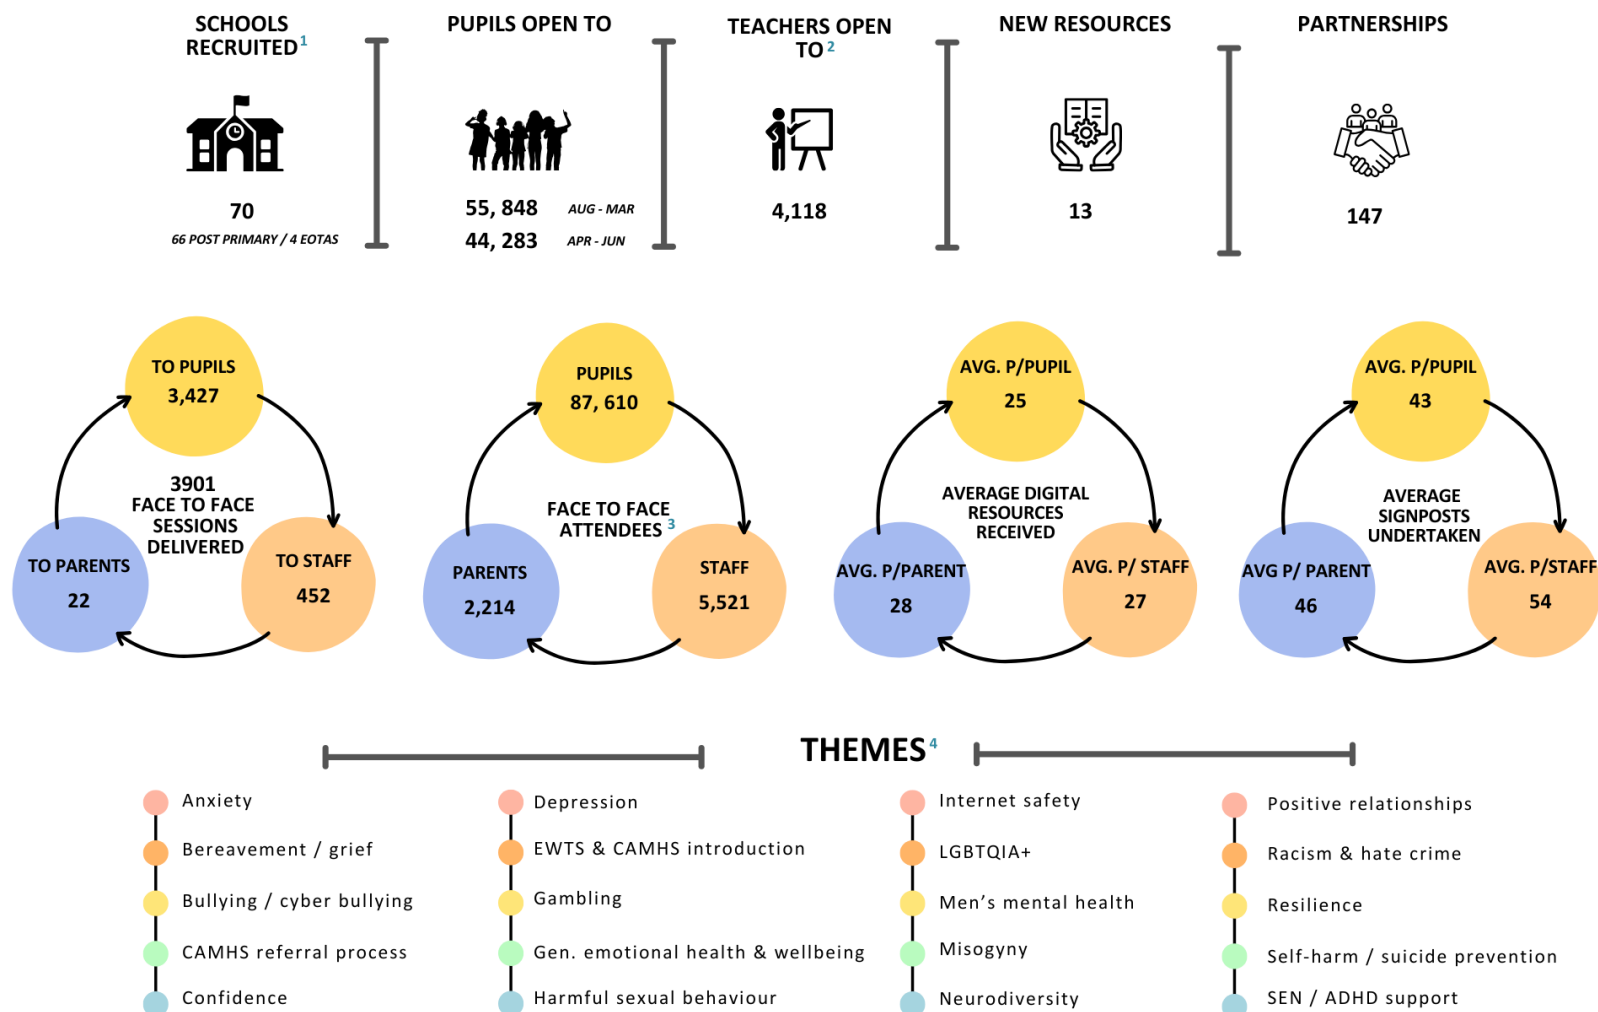 SCHOOLS
RECRUITED 1
70
66 POST PRIMARY / 4 EOTAS
PUPILS OPEN TO
55, 848 AUG - MAR
44, 283 APR - JUN
TEACHERS OPEN
TO 2
4,118
NEW RESOURCES
13
PARTNERSHIPS
147
TO PUPILS
3,427
3901
FACE TO FACE
SESSIONS
DELIVERED
TO PARENTS
22
TO STAFF
452
PUPILS
87, 610
FACE TO FACE
ATTENDEES 3
PARENTS
2,214
STAFF
5,521
AVG. P/PUPIL
25
AVERAGE DIGITAL
RESOURCES
RECEIVED
AVG. P/PARENT
28
AVG. P/ STAFF
27
AVG. P/PUPIL
43
AVERAGE
SIGNPOSTS
UNDERTAKEN
AVG P/ PARENT
46
AVG. P/STAFF
54
THEMES 4
Anxiety
Bereavement / grief
Bullying / cyber bullying
CAMHS referral process
Confidence
Depression
EWTS & CAMHS introduction
Gambling
Gen. emotional health & wellbeing
Harmful sexual behaviour
Internet safety
LGBTQIA+
Men’s mental health
Misogyny
Neurodiversity
Positive relationships
Racism & hate crime
Resilience
Self-harm / suicide prevention
SEN / ADHD support